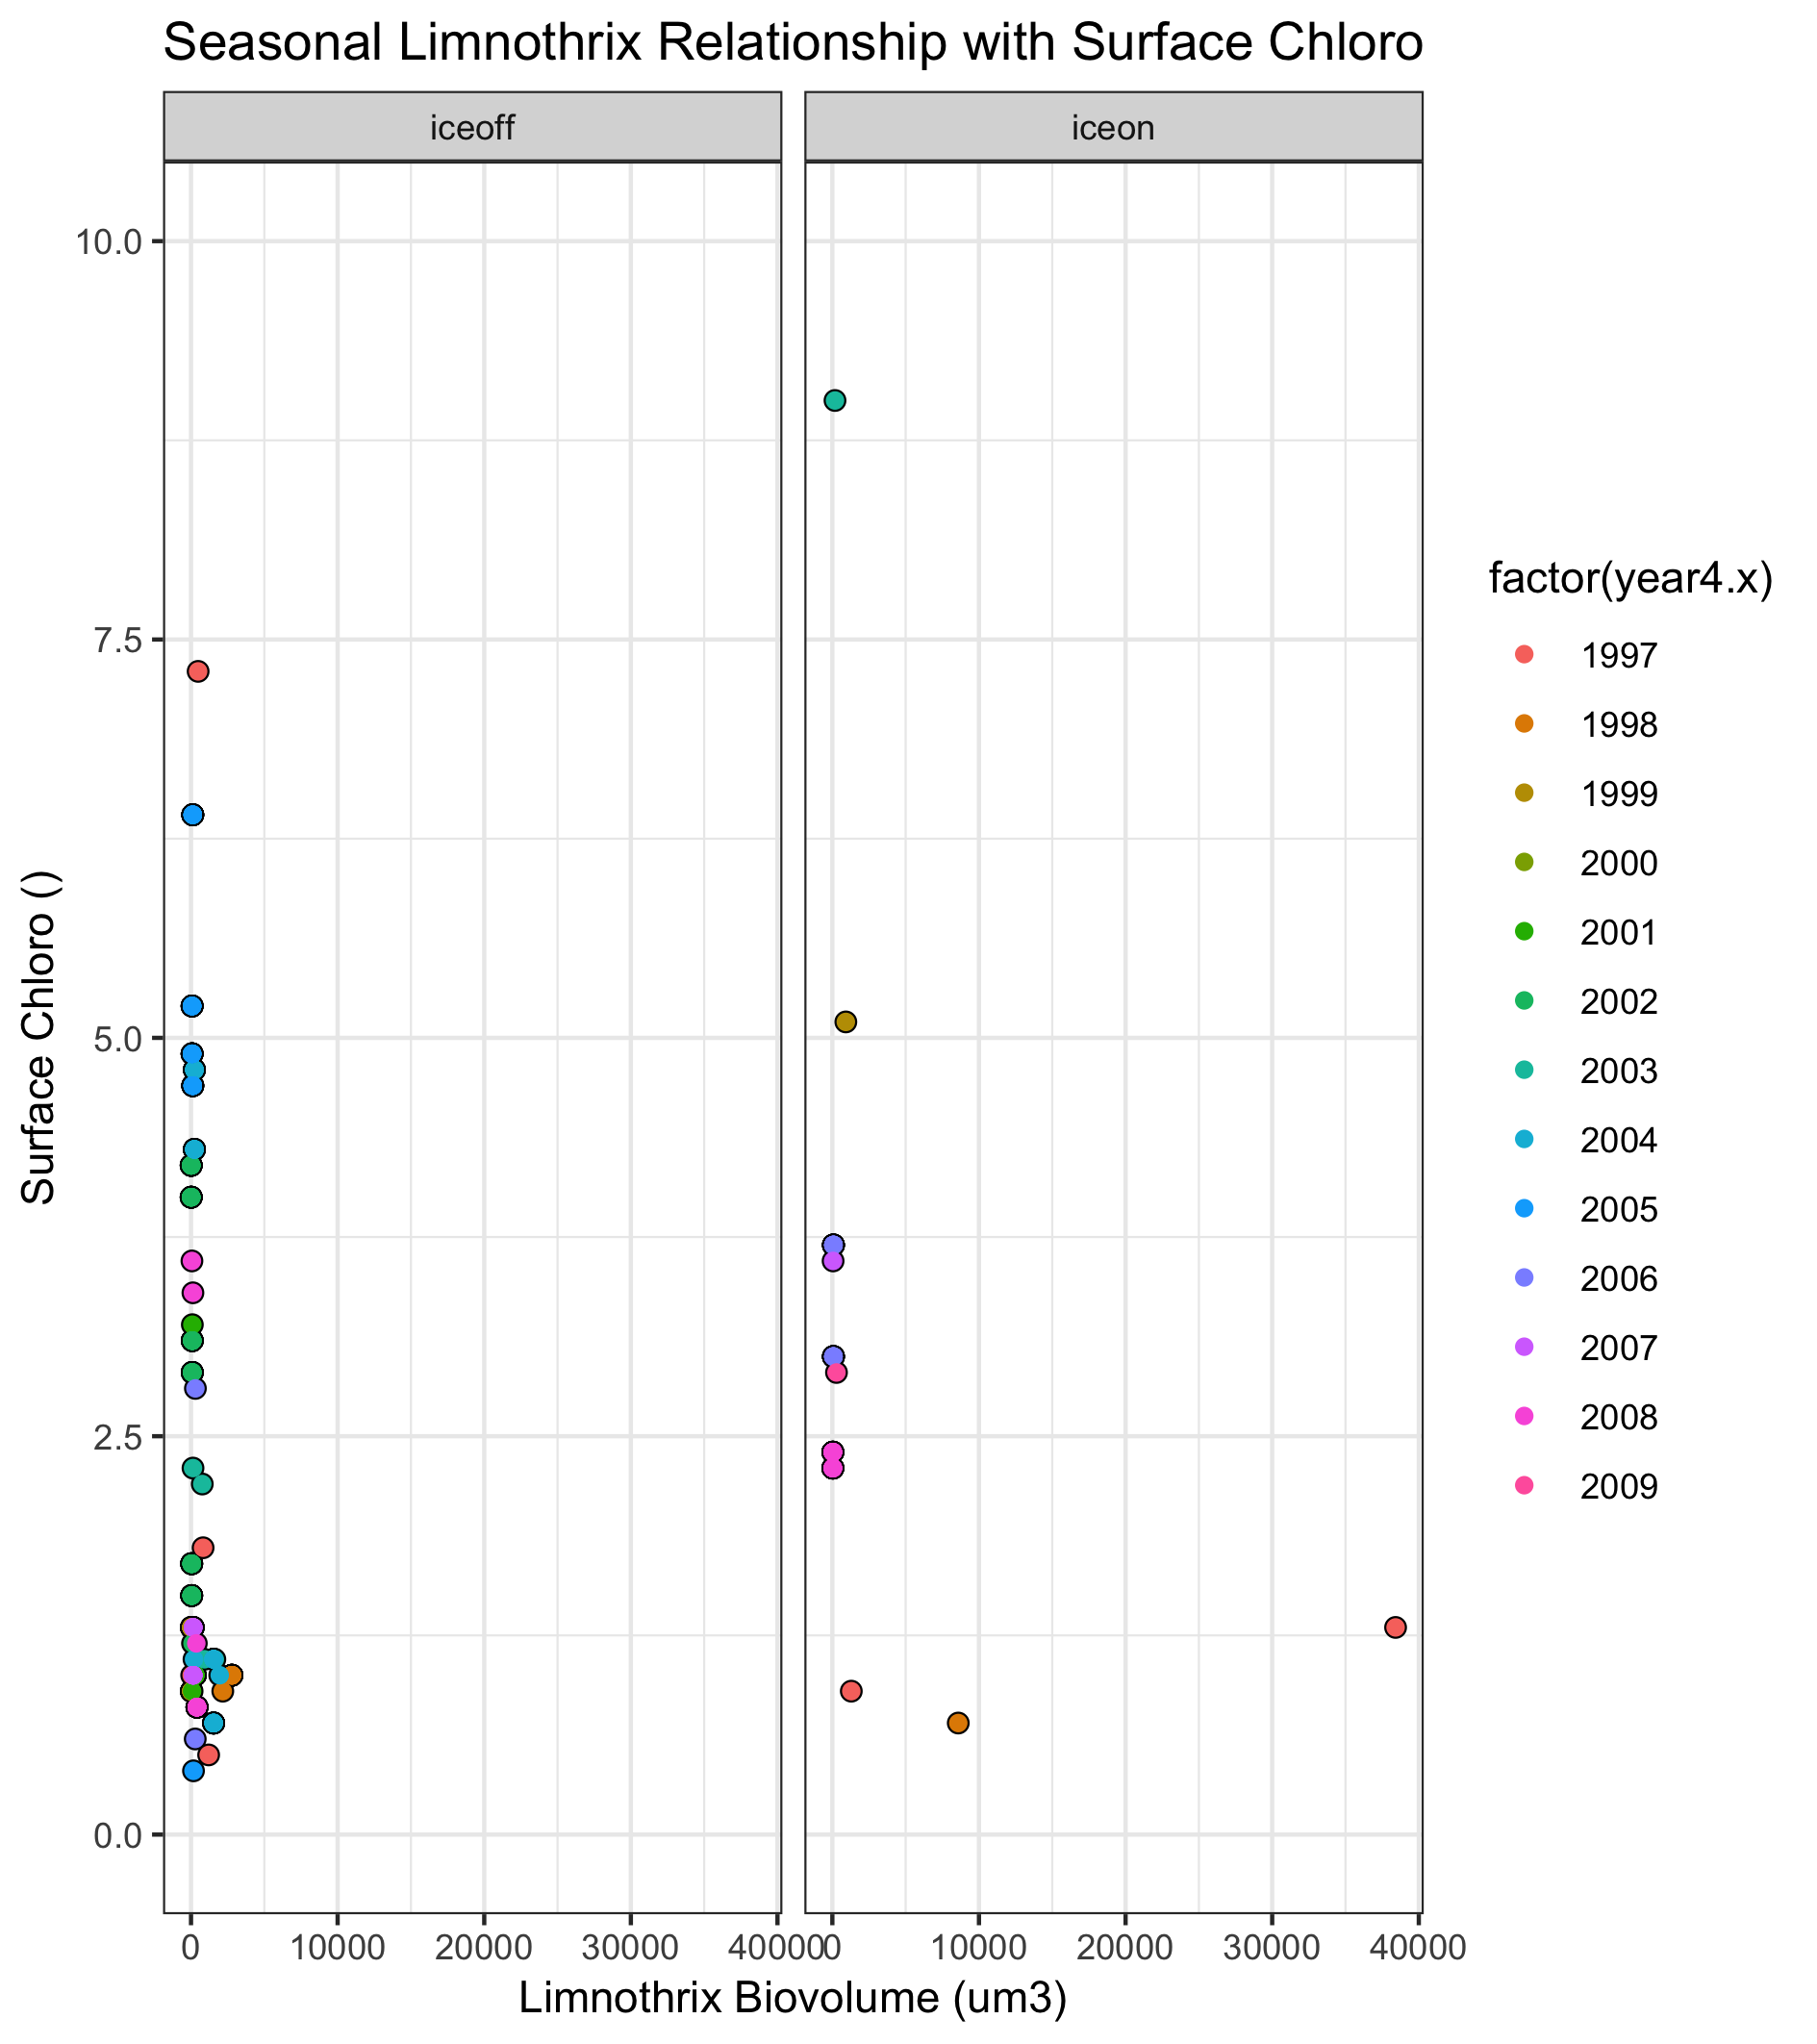 Seasonal Limnothrix Relationship with Surface Chloro
iceoff
iceon
10.0
7.5
5.0
2.5
0.0
Surface Chloro ()
0 10000 20000 30000 40000
0 10000 20000 30000 40000
Limnothrix Biovolume (um3)
factor(year4.x)
1997
1998
1999
2000
2001
2002
2003
2004
2005
2006
2007
2008
2009